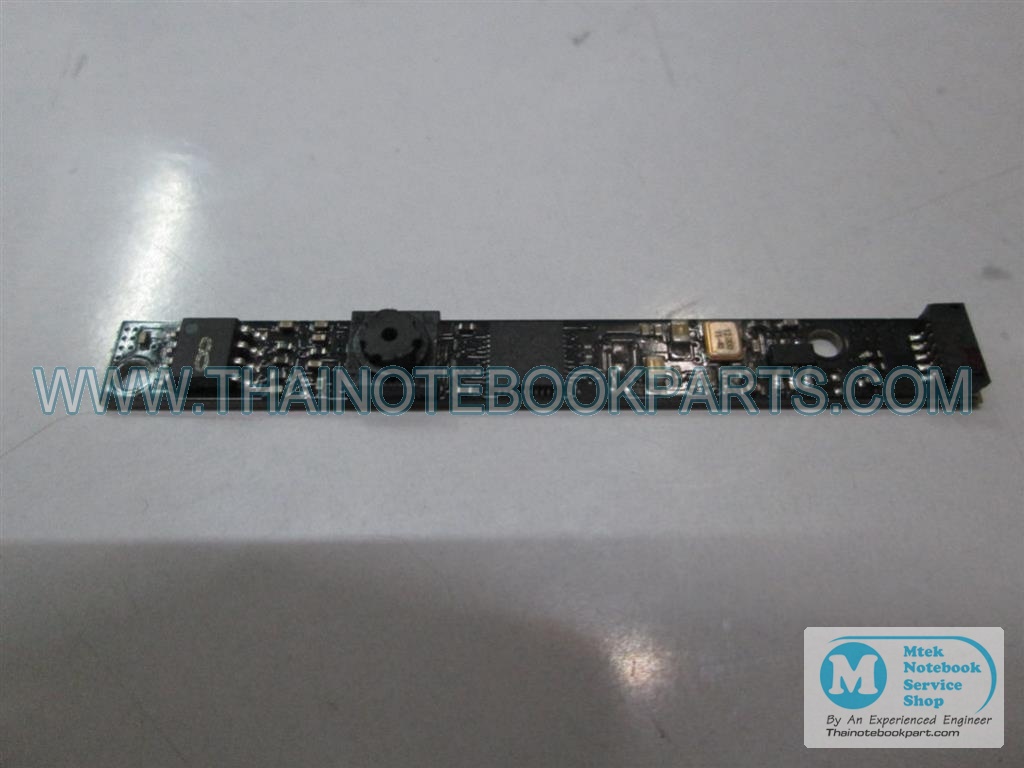 WWW.THAINOTEBOOKPARTS.COM
M
Mtek
Notebook
Service
Shop
By An Experienced Engineer
Thainotebookpart.com